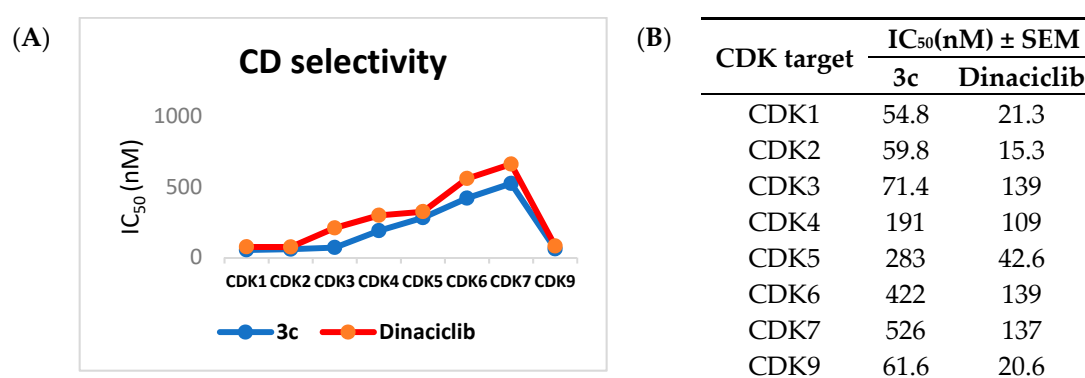 (A)
CD selectivity
1000
500
0
IC50 (nM)
CDK1 CDK2 CDK3 CDK4 CDK5 CDK6 CDK7 CDK9
3c Dinaciclib
(B)
CDK target IC50(nM) ± SEM
3c Dinaciclib
CDK1 54.8 21.3
CDK2 59.8 15.3
CDK3 71.4 139
CDK4 191 109
CDK5 283 42.6
CDK6 422 139
CDK7 526 137
CDK9 61.6 20.6